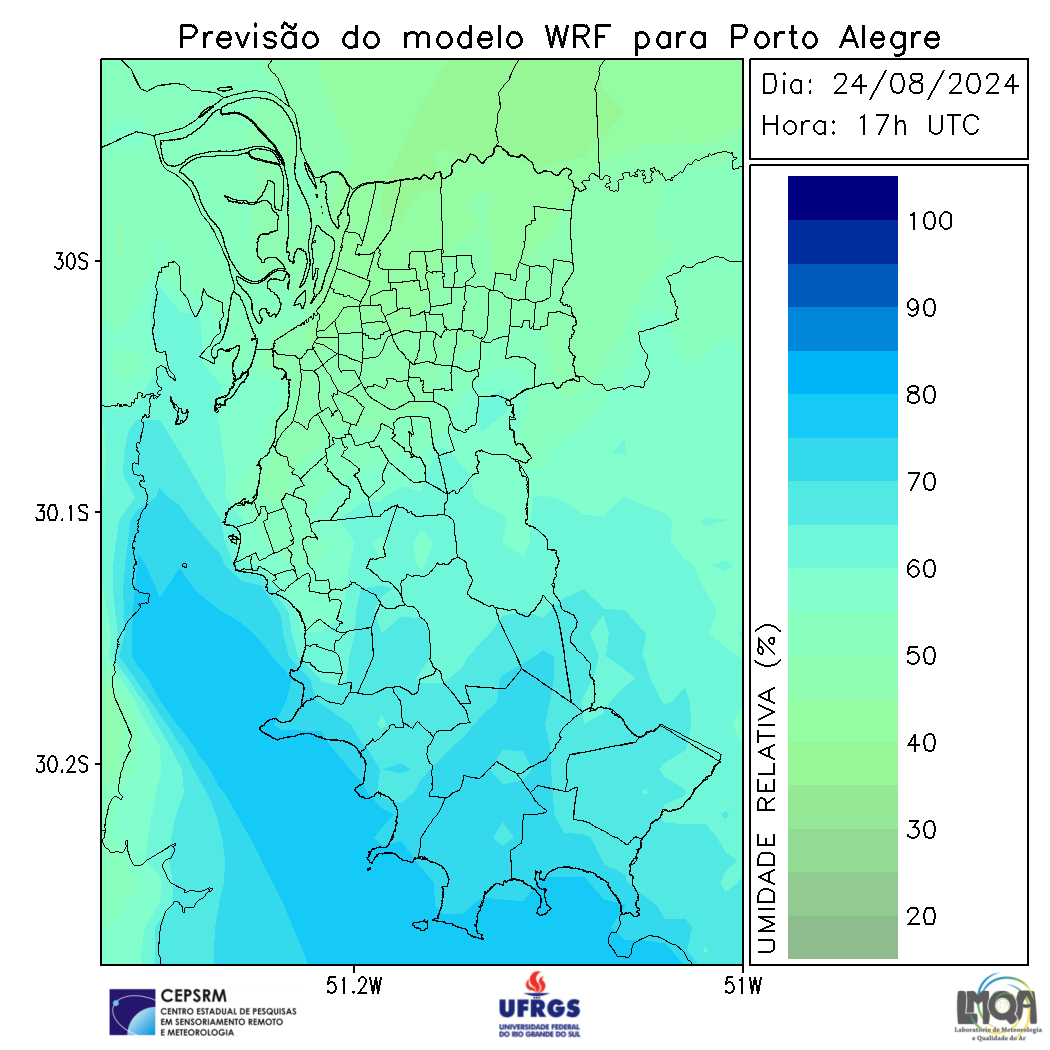 Previsão do modelo WRF para Porto Alegre
Dia: 24/08/2024
Hora: 17h UTC
30S
30.1S
30.2S
51.2W
51W
100
90
80
70
60
50
40
30
20
UMIDADE RELATIVA (%)
CEPSRM
CENTRO ESTADUAL DE PESQUISAS
EM SENSORIAMENTO REMOTO
E METEOROLOGIA
UFRGS
UNIVERSIDADE FEDERAL
DO RIO GRANDE DO SUL
LMQA
Laboratório de Meteorologia
e Qualidade do Ar